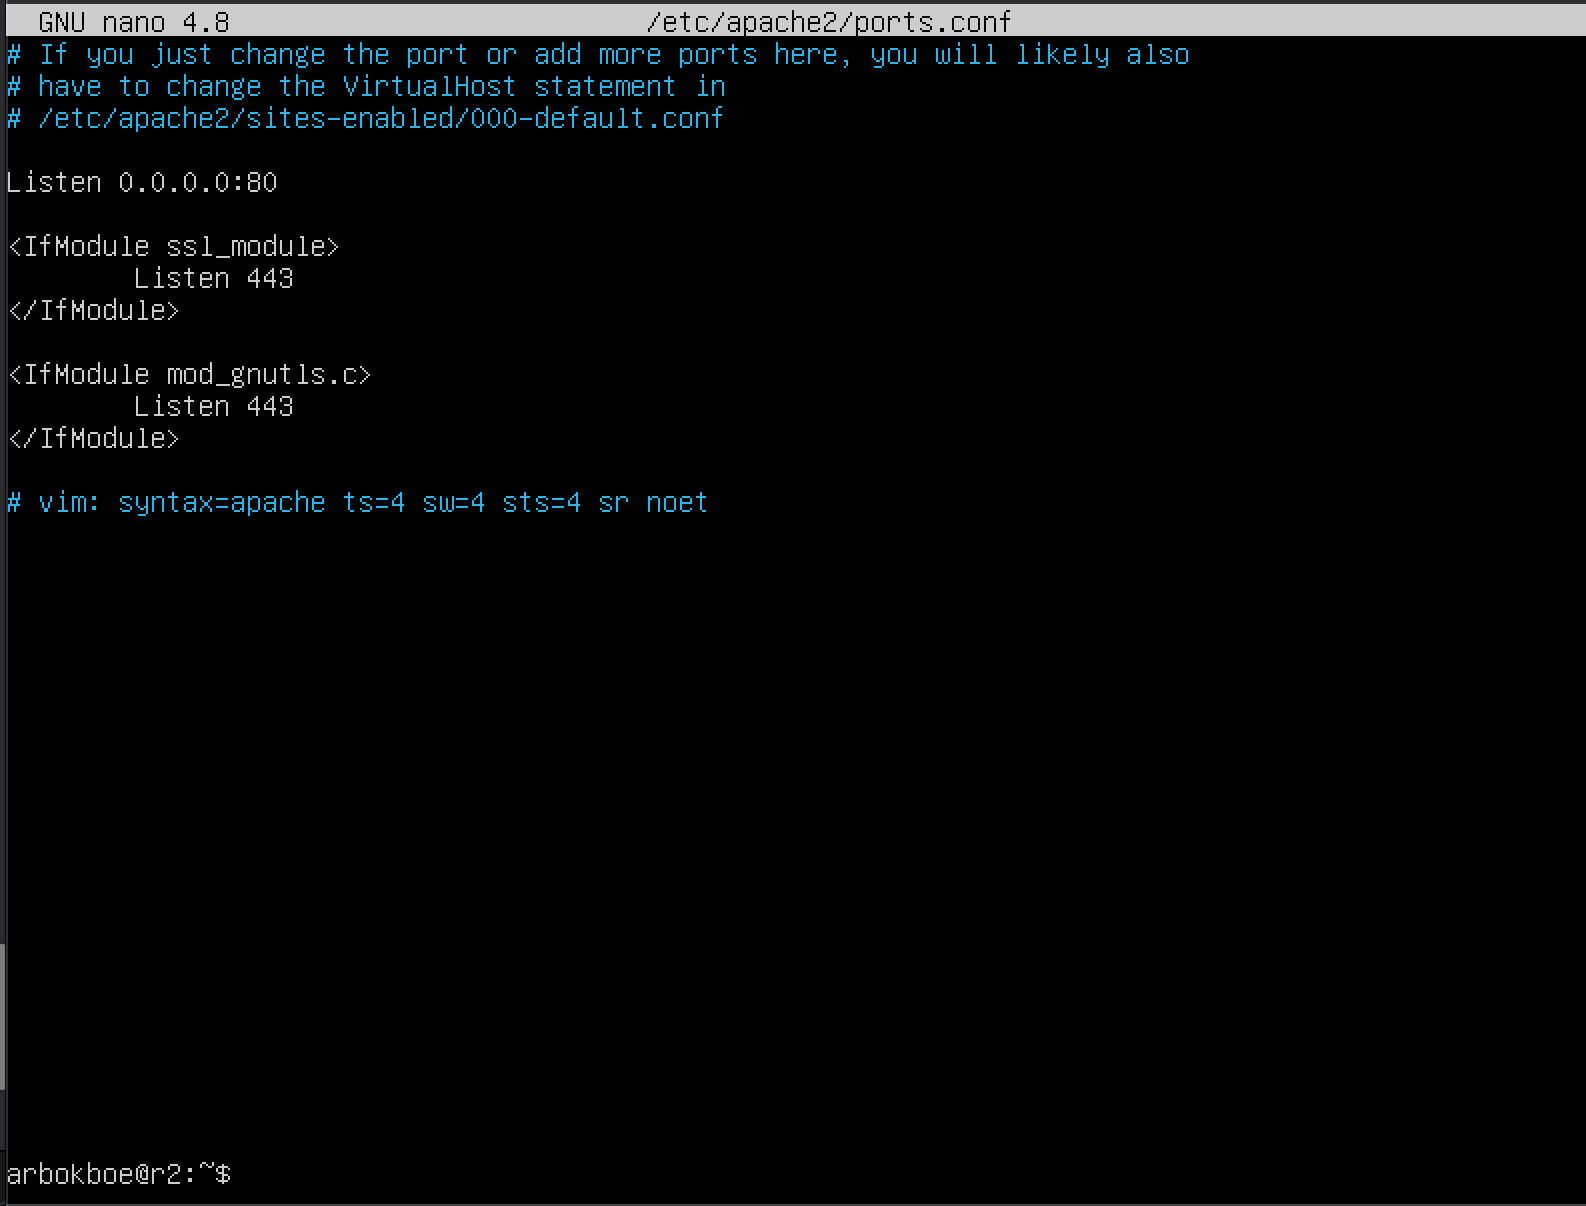 GNU nano 4.8 /etc/apache2/ports.conf
# If you just change the port or add more ports here, you will likely also
# have to change the VirtualHost statement in
# /etc/apache2/sites-enabled/000-default.conf
Listen 0.0.0.0:80
<IfModule ssl_module>
Listen 443
</IfModule>
<IfModule mod_gnutls.c>
Listen 443
</IfModule>
# vim: syntax=apache ts=4 sw=4 sts=4 sr noet
arbokboe@r2:~$